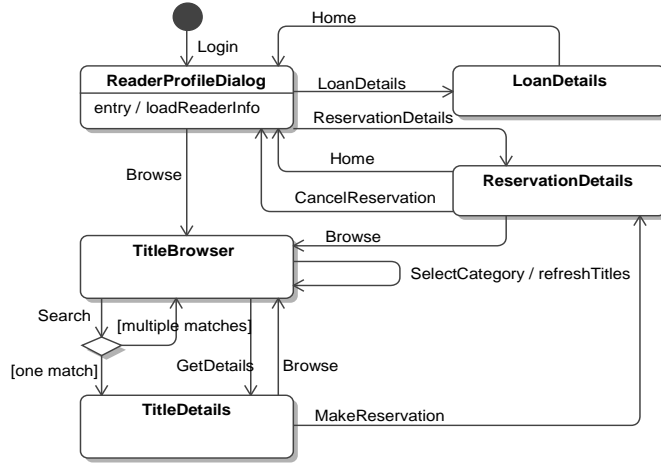 Home
Login
ReaderProfileDialog
LoanDetails
LoanDetails
entry / loadReaderInfo
ReservationDetails
Home
Browse
ReservationDetails
CancelReservation
Browse
TitleBrowser
SelectCategory / refreshTitles
Search
[multiple matches]
[one match]
GetDetails
Browse
TitleDetails
MakeReservation